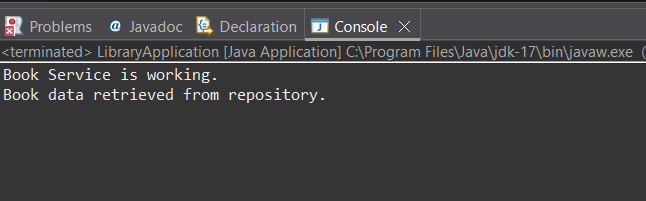 Problems @ Javadoc Declaration Console
<terminated> LibraryApplication [Java Application] C:\Program Files\Java\jdk-17\bin\javaw.exe (
Book Service is working.
Book data retrieved from repository.